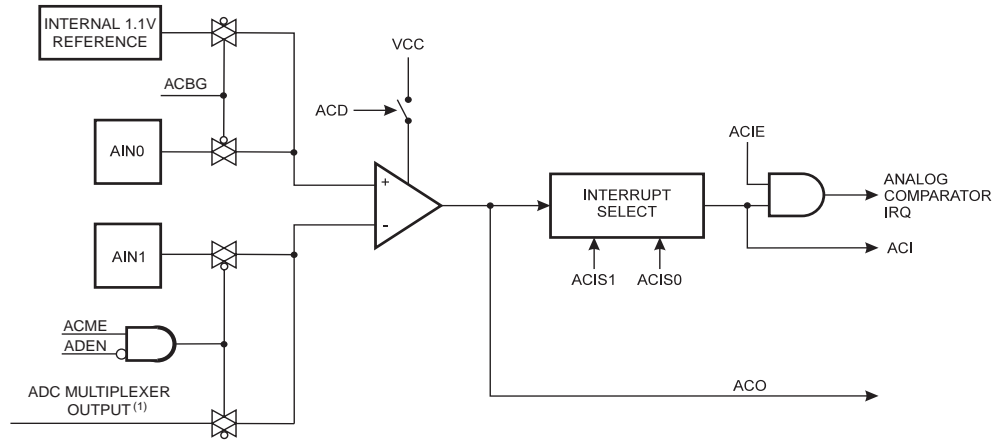 INTERNAL 1.1V
REFERENCE
ACBG
AIN0
VCC
ACD
+
-
AIN1
ACME
ADEN
ADC MULTIPLEXER
OUTPUT (1)
INTERRUPT
SELECT
ACIS1 ACIS0
ACIE
ANALOG
COMPARATOR
IRQ
ACI
ACO